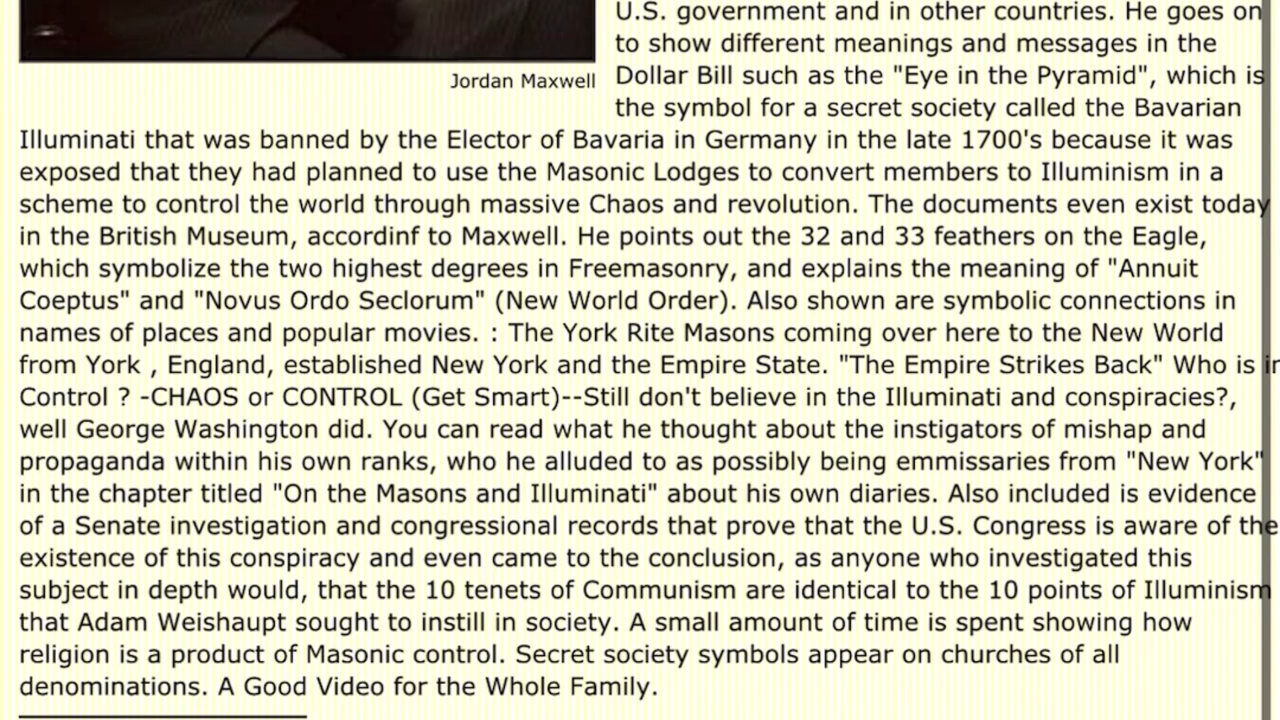 U.S. government and in other countries. He goes on
to show different meanings and messages in the
Dollar Bill such as the "Eye in the Pyramid", which is
Jordan Maxwell
the symbol for a secret society called the Bavarian
Illuminati that was banned by the Elector of Bavaria in Germany in the late 1700's because it was
exposed that they had planned to use the Masonic Lodges to convert members to Illuminism in a
scheme to control the world through massive Chaos and revolution. The documents even exist today
in the British Museum, accordinf to Maxwell. He points out the 32 and 33 feathers on the Eagle,
which symbolize the two highest degrees in Freemasonry, and explains the meaning of "Annuit
Coeptus" and "Novus Ordo Seclorum" (New World Order). Also shown are symbolic connections in
names of places and popular movies. : The York Rite Masons coming over here to the New World
from York , England, established New York and the Empire State. "The Empire Strikes Back" Who is in
Control ? -CHAOS or CONTROL (Get Smart)--Still don't believe in the Illuminati and conspiracies?,
well George Washington did. You can read what he thought about the instigators of mishap and
propaganda within his own ranks, who he alluded to as possibly being emmissaries from "New York"
in the chapter titled "On the Masons and Illuminati" about his own diaries. Also included is evidence
of a Senate investigation and congressional records that prove that the U.S. Congress is aware of the
existence of this conspiracy and even came to the conclusion, as anyone who investigated this
subject in depth would, that the 10 tenets of Communism are identical to the 10 points of Illuminism
that Adam Weishaupt sought to instill in society. A small amount of time is spent showing how
religion is a product of Masonic control. Secret society symbols appear on churches of all
denominations. A Good Video for the Whole Family.